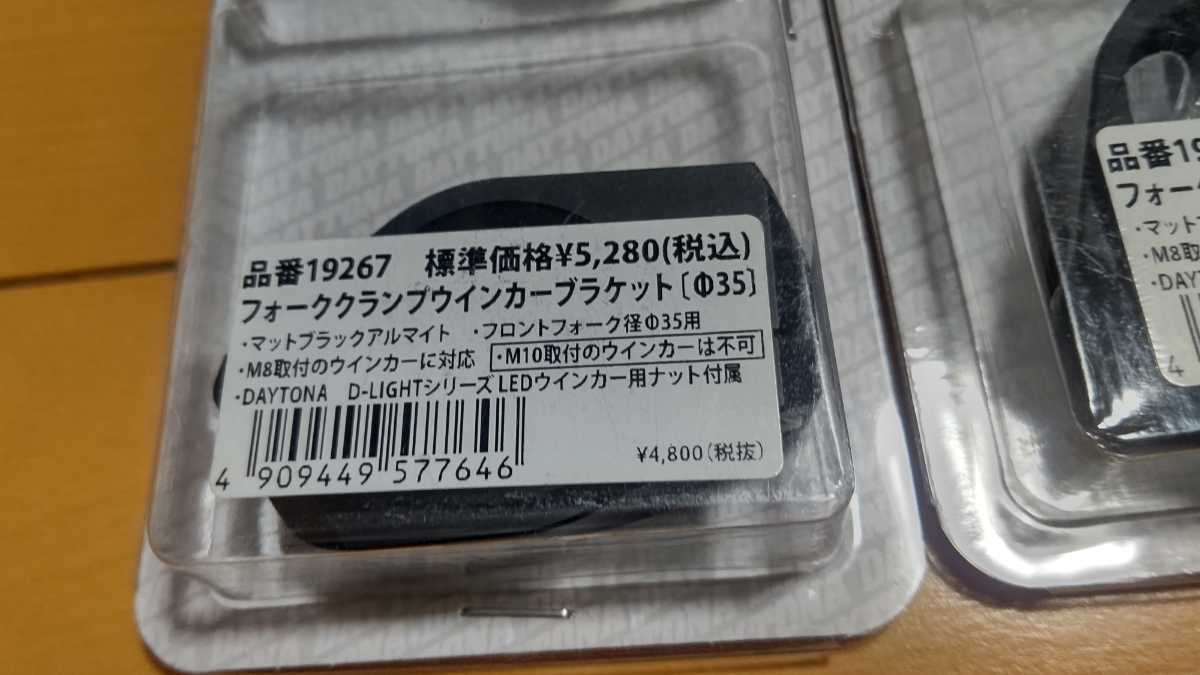 DAYTONA DAYTONA
品番19267 標準価格¥5,280(税込)
フォーククランプウインカーブラケット〔Φ35〕
・マットブラックアルマイト ・フロントフォーク径Φ35用
・M8取付のウインカーに対応 ・M10取付のウインカーは不可
・DAYTONA D-LIGHTシリーズ LEDウインカー用ナット付属
4 909449 577646
¥4,800(税抜)
品番19
フォーク
・マットブ
・M8取
・DAY
4